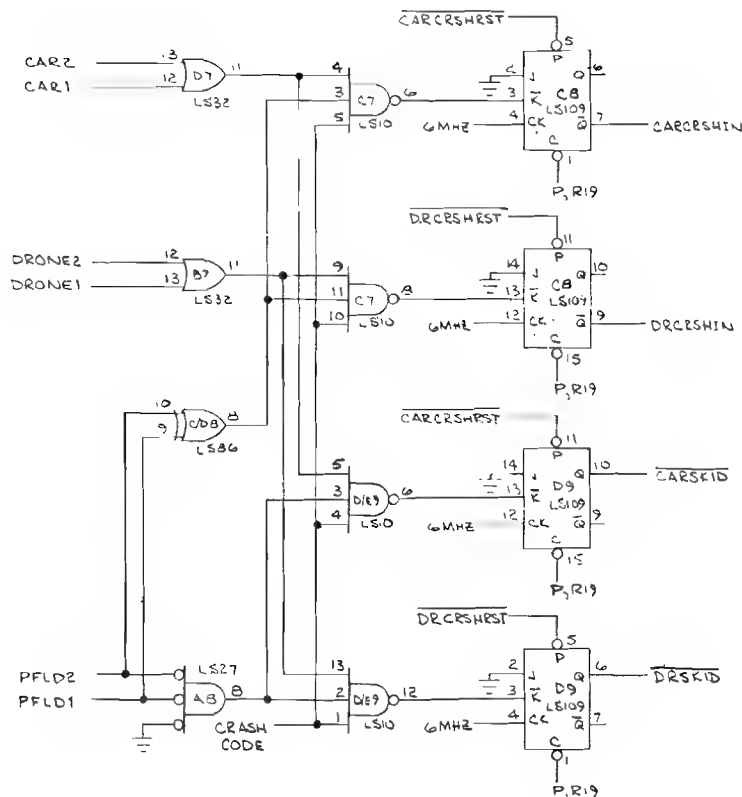 CARCRSHRST
5
P
CAR2 13 11 4 2 J Q 6
CAR1 12 D7 3 C7 6 3 K C8
LS32 5 LS10 LS109
6MHZ 4 CK Q 7 CARCRSHIN
C
1
P, R19
DRCRSHRST
11
P
DRONE2 12 11 9 14 J Q 10
DRONE1 13 B7 11 C7 8 13 K C8
LS32 10 LS10 LS109
6MHZ 12 CK Q 9 DRCRSHIN
C
15
P, R19
10 8
9 C/D8
LS86
CARCRSHRST
11
P
5 14 J Q 10 CARSKID
3 D/E9 6 13 K D9
4 LS10 LS109
6MHZ 12 CK Q 9
C
15
P, R19
DRCRSHRST
5
P
PFLD2 LS27 13 2 J Q 6 DRSKID
PFLD1 A8 8 2 D/E9 12 3 K D9
CRASH 1 LS10 LS109
CODE
6MHZ 4 CK Q 7
C
1
P, R19